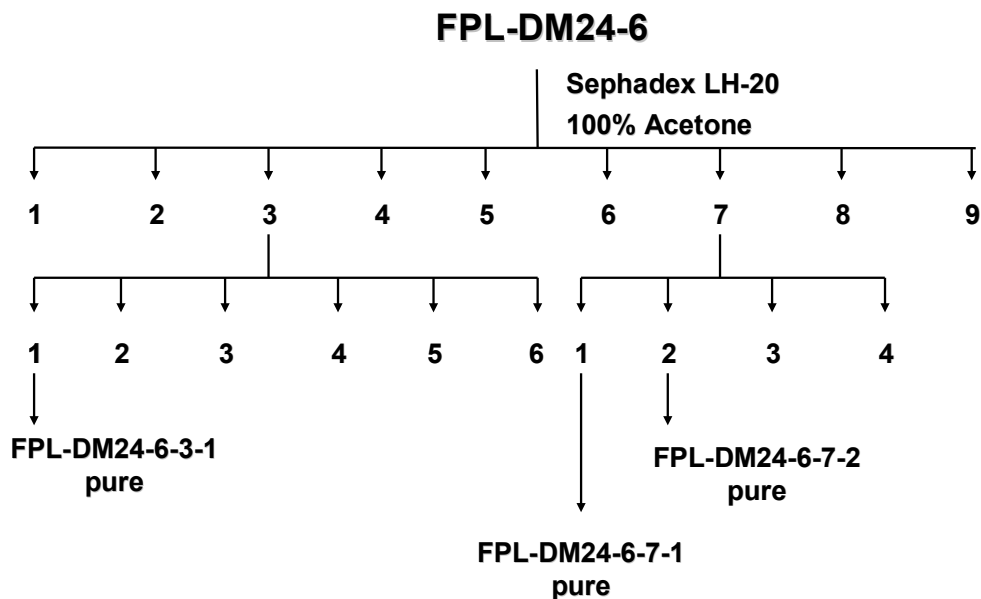 FPL-DM24-6
Sephadex LH-20
100% Acetone
1 2 3 4 5 6 7 8 9
1 2 3 4 5 6 1 2 3 4
FPL-DM24-6-3-1
pure
FPL-DM24-6-7-2
pure
FPL-DM24-6-7-1
pure